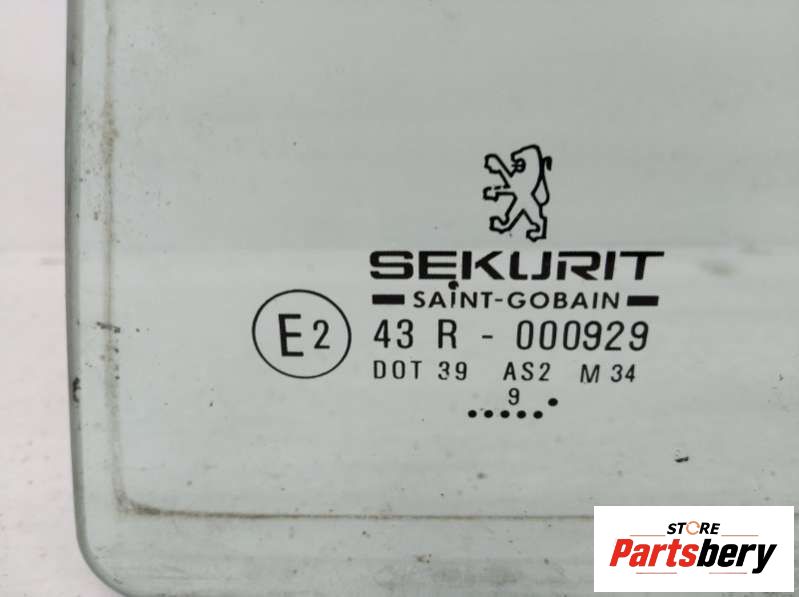 SEKURIT
SAINT-GOBAIN
E2 43 R - 000929
DOT 39 AS2 M 34
9
.....
STORE
Partsbery